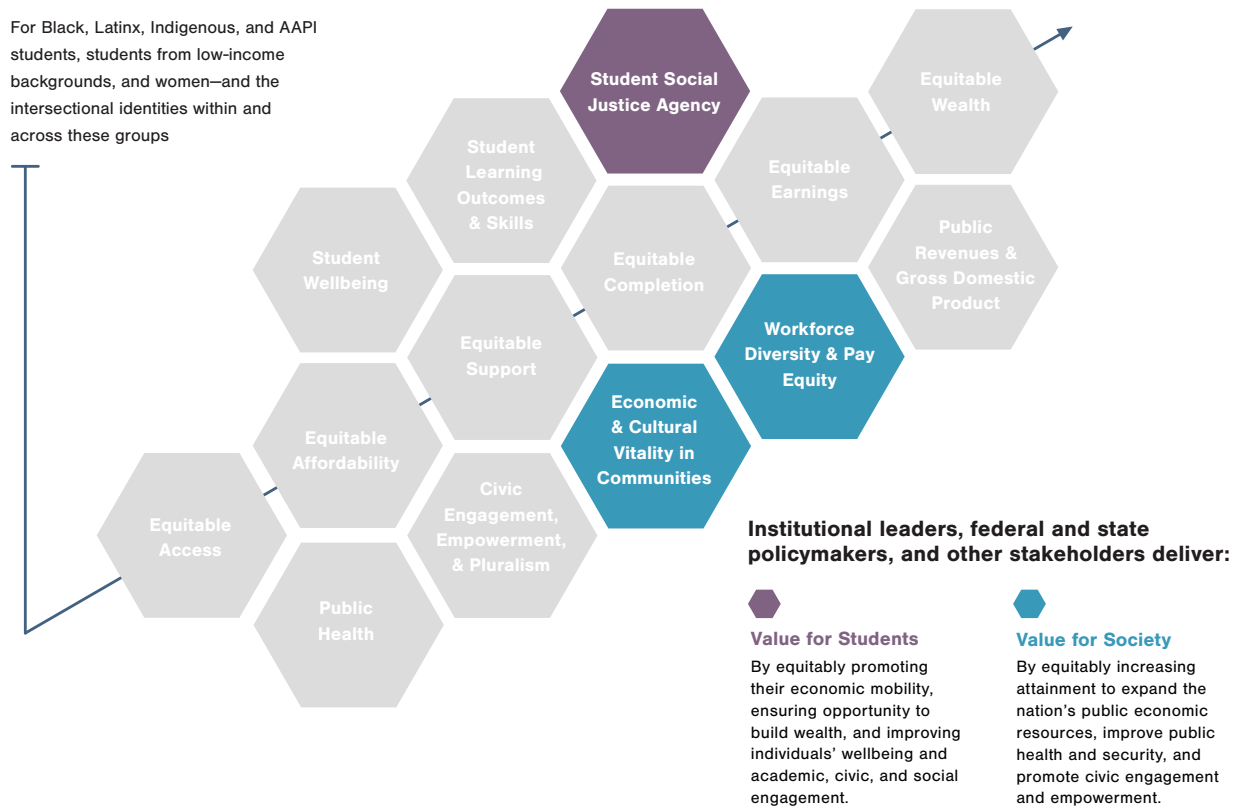 For Black, Latinx, Indigenous, and AAPI
students, students from low-income
backgrounds, and women—and the
intersectional identities within and
across these groups
Student Social
Justice Agency
Equitable
Wealth
Student
Learning
Outcomes
& Skills
Equitable
Earnings
Student
Wellbeing
Equitable
Completion
Public
Revenues &
Gross Domestic
Product
Equitable
Support
Workforce
Diversity & Pay
Equity
Equitable
Affordability
Economic
& Cultural
Vitality in
Communities
Equitable
Access
Civic
Engagement,
Empowerment,
& Pluralism
Public
Health
Institutional leaders, federal and state
policymakers, and other stakeholders deliver:
Value for Students
By equitably promoting
their economic mobility,
ensuring opportunity to
build wealth, and improving
individuals’ wellbeing and
academic, civic, and social
engagement.
Value for Society
By equitably increasing
attainment to expand the
nation’s public economic
resources, improve public
health and security, and
promote civic engagement
and empowerment.